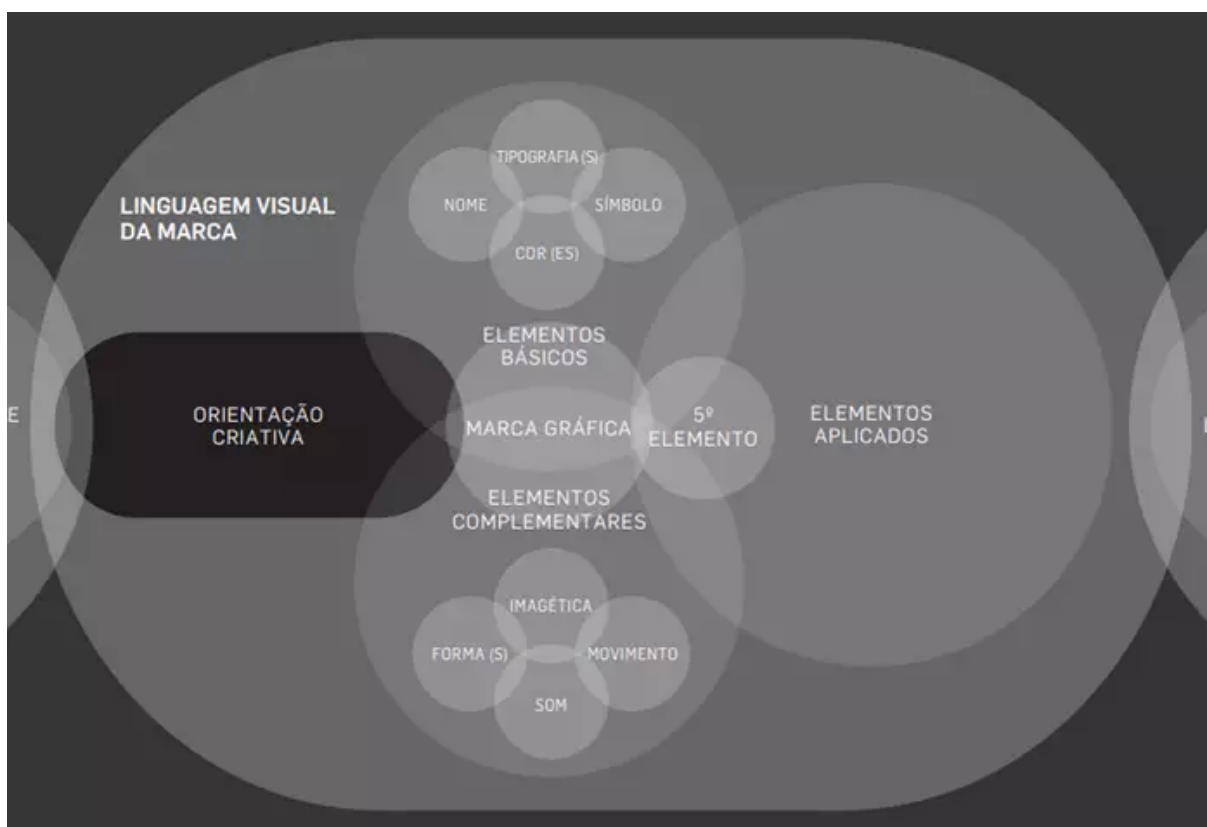 LINGUAGEM VISUAL
DA MARCA
TIPOGRAFIA (S)
NOME
SÍMBOLO
COR (ES)
ELEMENTOS
BÁSICOS
E
ORIENTAÇÃO
CRIATIVA
MARCA GRÁFICA
5º
ELEMENTO
ELEMENTOS
APLICADOS
ELEMENTOS
COMPLEMENTARES
IMAGÉTICA
FORMA (S)
MOVIMENTO
SOM